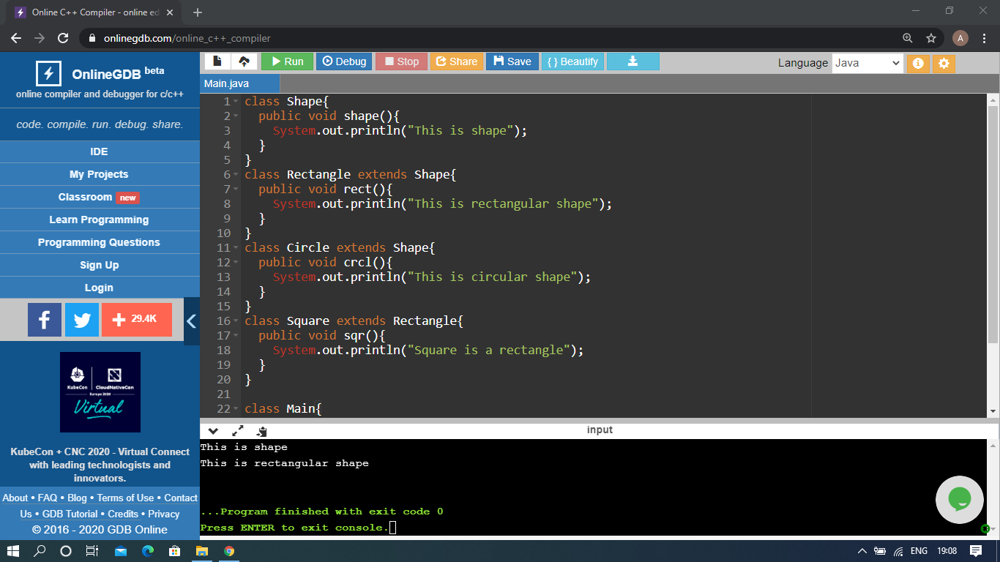 Online C++ Compiler - online ed
onlinegdb.com/online_c++_compiler
A
OnlineGDB beta
online compiler and debugger for c/c++
code. compile. run. debug. share.
IDE
My Projects
Classroom new
Learn Programming
Programming Questions
Sign Up
Login
f
29.4K
KubeCon | CloudNativeCon
Europe 2020
Virtual
KubeCon + CNC 2020 - Virtual Connect
with leading technologists and
innovators.
About • FAQ • Blog • Terms of Use • Contact
Us • GDB Tutorial • Credits • Privacy
© 2016 - 2020 GDB Online
Run Debug Stop Share Save { } Beautify
Language Java
Main.java
1 class Shape{
2   public void shape(){
3     System.out.println("This is shape");
4   }
5 }
6 class Rectangle extends Shape{
7   public void rect(){
8     System.out.println("This is rectangular shape");
9   }
10 }
11 class Circle extends Shape{
12   public void crcl(){
13     System.out.println("This is circular shape");
14   }
15 }
16 class Square extends Rectangle{
17   public void sqr(){
18     System.out.println("Square is a rectangle");
19   }
20 }
21
22 class Main{
input
This is shape
This is rectangular shape
...Program finished with exit code 0
Press ENTER to exit console.
ENG 19:08